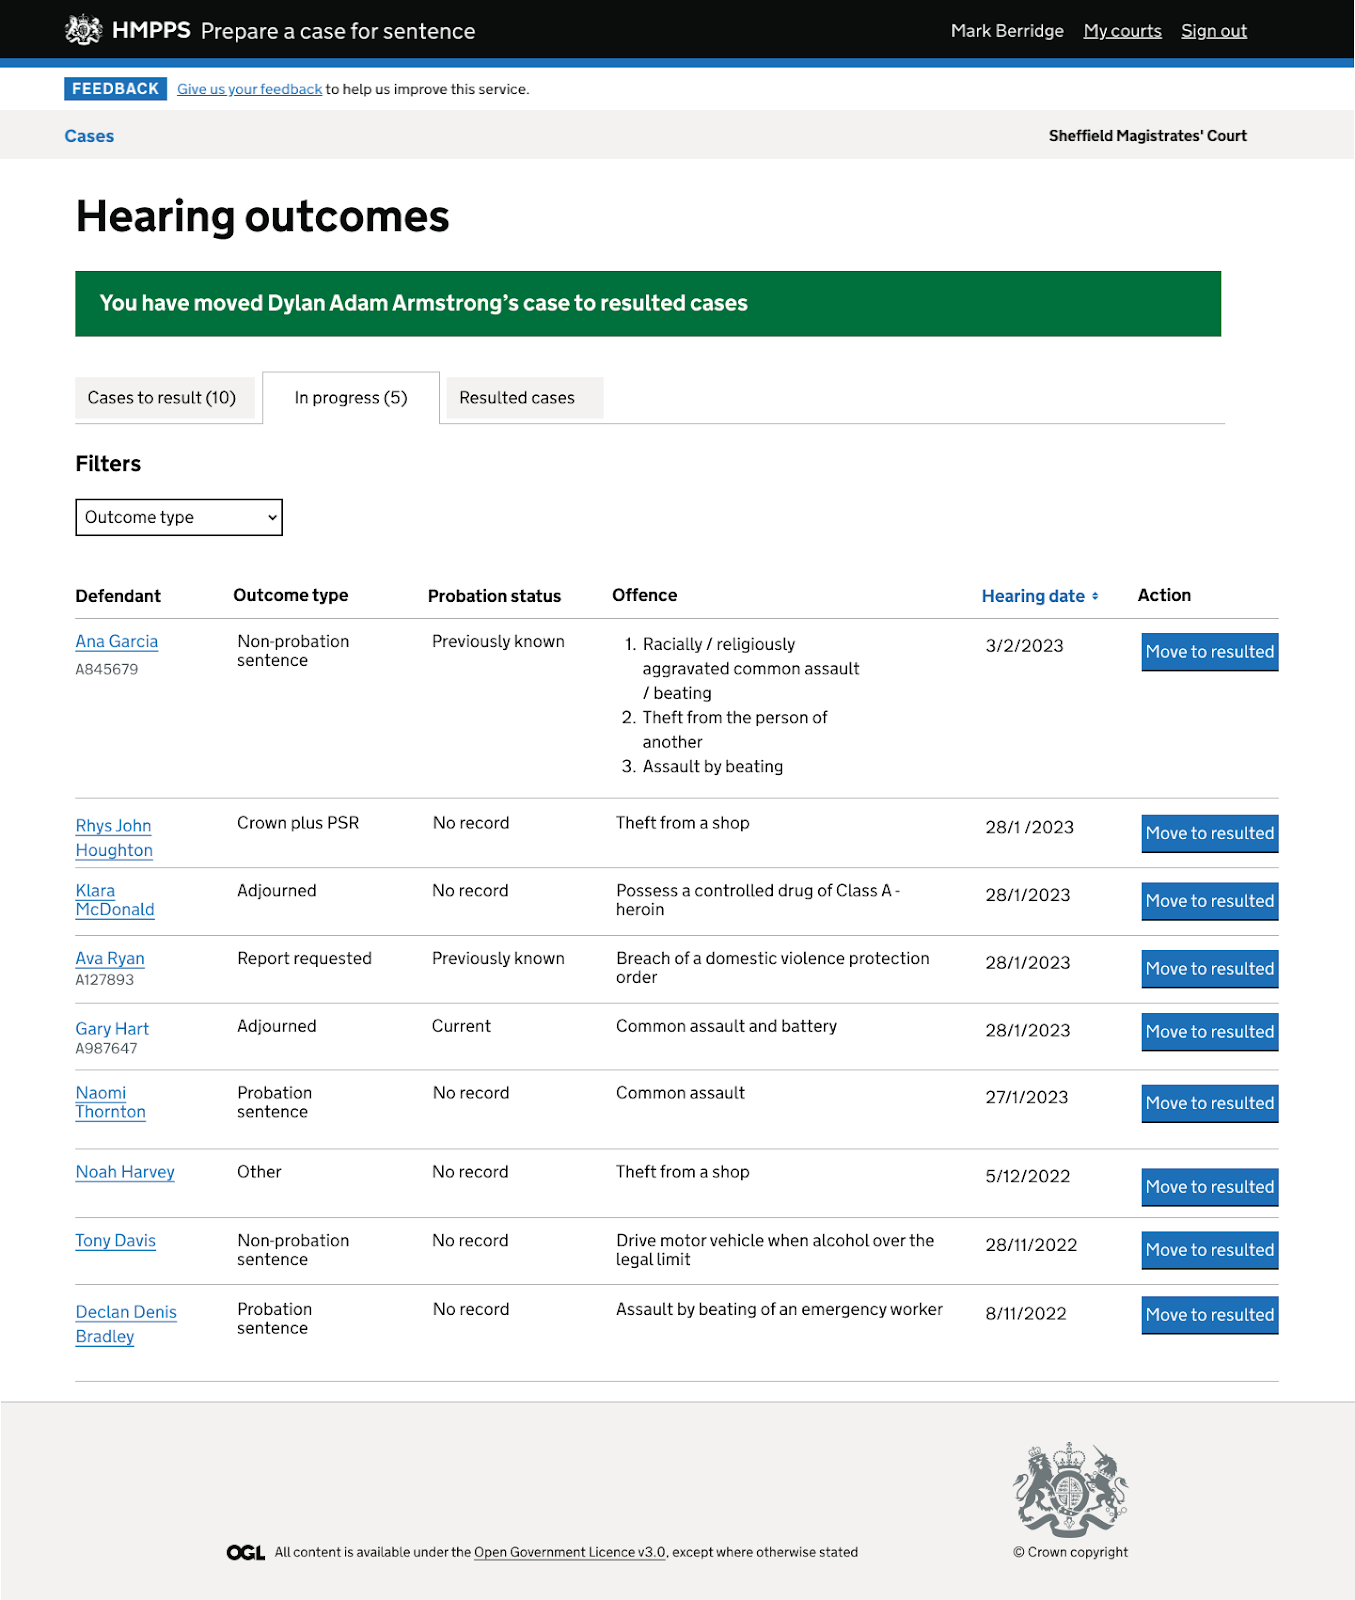 HMPPS Prepare a case for sentence
Mark Berridge My courts Sign out
FEEDBACK Give us your feedback to help us improve this service.
Cases
Sheffield Magistrates' Court
Hearing outcomes
You have moved Dylan Adam Armstrong’s case to resulted cases
Cases to result (10) In progress (5) Resulted cases
Filters
Outcome type
Defendant Outcome type Probation status Offence Hearing date Action
Ana Garcia
A845679
Non-probation
sentence
Previously known
1. Racially / religiously
aggravated common assault
/ beating
2. Theft from the person of
another
3. Assault by beating
3/2/2023
Move to resulted
Rhys John
Houghton
Crown plus PSR
No record
Theft from a shop
28/1 /2023
Move to resulted
Klara
McDonald
Adjourned
No record
Possess a controlled drug of Class A -
heroin
28/1/2023
Move to resulted
Ava Ryan
A127893
Report requested
Previously known
Breach of a domestic violence protection
order
28/1/2023
Move to resulted
Gary Hart
A987647
Adjourned
Current
Common assault and battery
28/1/2023
Move to resulted
Naomi
Thornton
Probation
sentence
No record
Common assault
27/1/2023
Move to resulted
Noah Harvey
Other
No record
Theft from a shop
5/12/2022
Move to resulted
Tony Davis
Non-probation
sentence
No record
Drive motor vehicle when alcohol over the
legal limit
28/11/2022
Move to resulted
Declan Denis
Bradley
Probation
sentence
No record
Assault by beating of an emergency worker
8/11/2022
Move to resulted
OGL All content is available under the Open Government Licence v3.0, except where otherwise stated
© Crown copyright